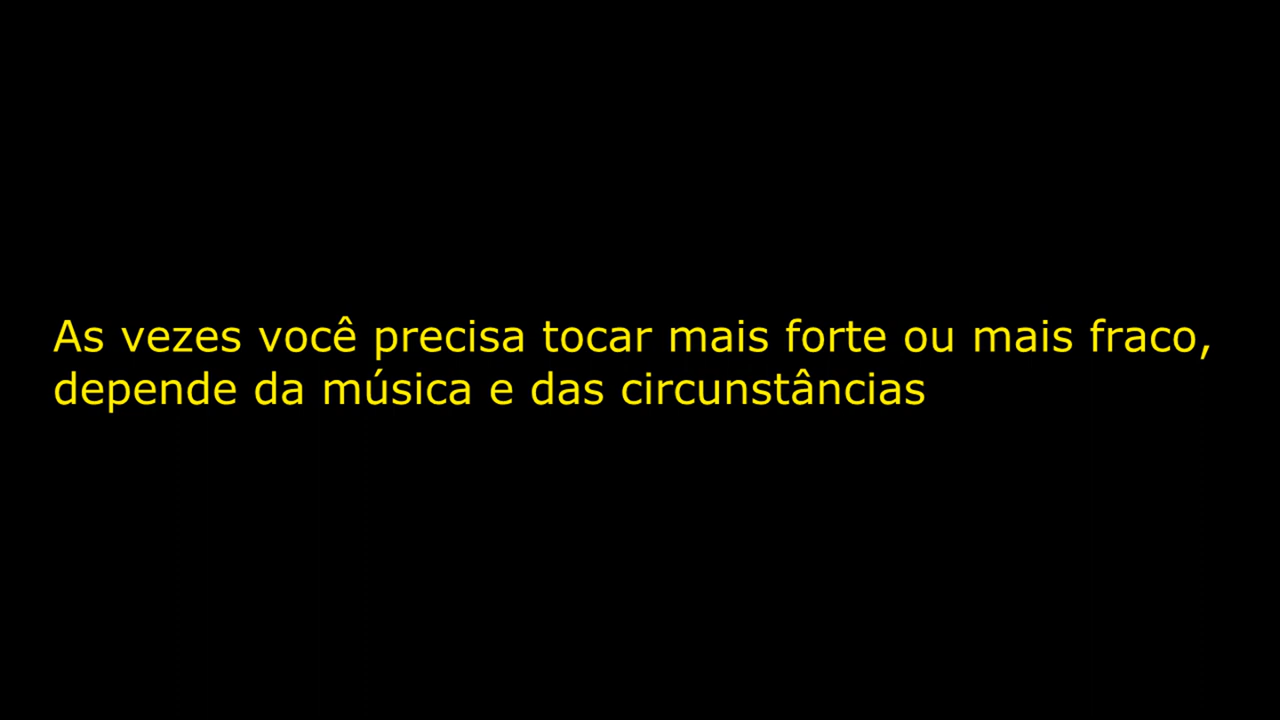 As vezes você precisa tocar mais forte ou mais fraco,
depende da música e das circunstâncias